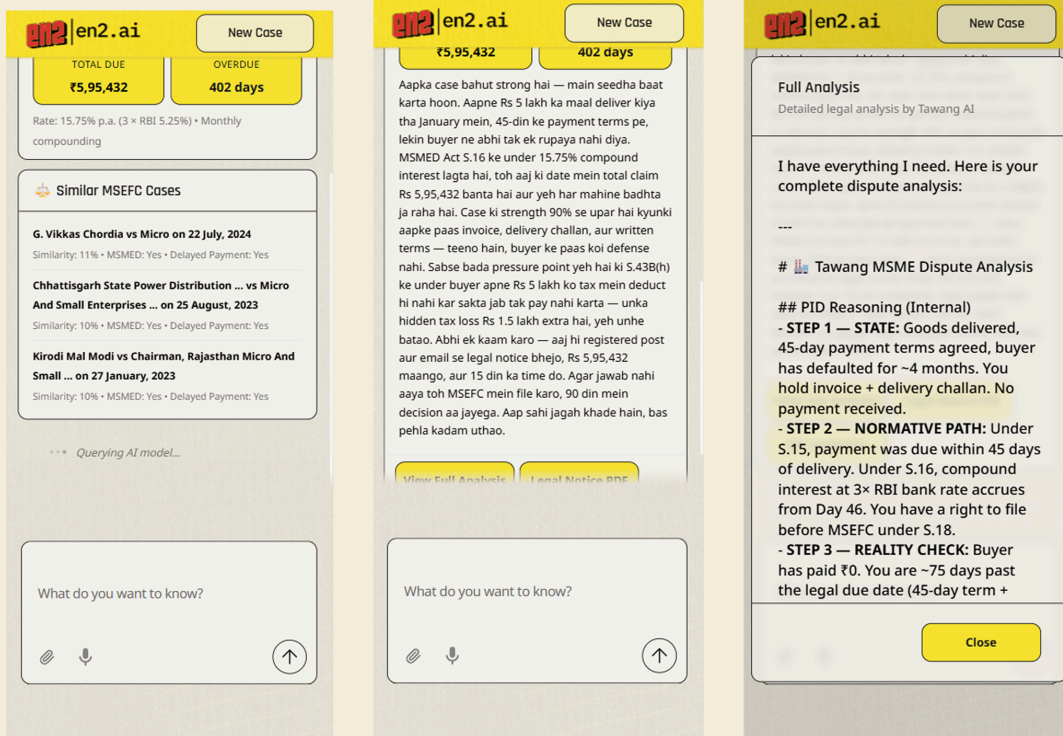 en2 | en2.ai
New Case
TOTAL DUE
₹5,95,432
OVERDUE
402 days
Rate: 15.75% p.a. (3 × RBI 5.25%) • Monthly
compounding
Similar MSEFC Cases
G. Vikkas Chordia vs Micro on 22 July, 2024
Similarity: 11% • MSMED: Yes • Delayed Payment: Yes
Chhattisgarh State Power Distribution ... vs Micro
And Small Enterprises ... on 25 August, 2023
Similarity: 10% • MSMED: Yes • Delayed Payment: Yes
Kirodi Mal Modi vs Chairman, Rajasthan Micro And
Small ... on 27 January, 2023
Similarity: 10% • MSMED: Yes • Delayed Payment: Yes
Querying AI model...
What do you want to know?
en2 | en2.ai
New Case
₹5,95,432
402 days
Aapka case bahut strong hai — main seedha baat
karta hoon. Aapne Rs 5 lakh ka maal deliver kiya
tha January mein, 45-din ke payment terms pe,
lekin buyer ne abhi tak ek rupaya nahi diya.
MSMED Act S.16 ke under 15.75% compound
interest lagta hai, toh aaj ki date mein total claim
Rs 5,95,432 banta hai aur yeh har mahine badhta
ja raha hai. Case ki strength 90% se upar hai kyunki
aapke paas invoice, delivery challan, aur written
terms — teeno hain, buyer ke paas koi defense
nahi. Sabse bada pressure point yeh hai ki S.43B(h)
ke under buyer apne Rs 5 lakh ko tax mein deduct
hi nahi kar sakta jab tak pay nahi karta — unka
hidden tax loss Rs 1.5 lakh extra hai, yeh unhe
batao. Abhi ek kaam karo — aaj hi registered post
aur email se legal notice bhejo, Rs 5,95,432
maango, aur 15 din ka time do. Agar jawab nahi
aaya toh MSEFC mein file karo, 90 din mein
decision aa jayega. Aap sahi jagah khade hain, bas
pehla kadam uthao.
View Full Analysis
Legal Notice PDF
What do you want to know?
en2 | en2.ai
New Case
Full Analysis
Detailed legal analysis by Tawang AI
I have everything I need. Here is your
complete dispute analysis:
---
# Tawang MSME Dispute Analysis
## PID Reasoning (Internal)
- STEP 1 — STATE: Goods delivered,
45-day payment terms agreed, buyer
has defaulted for ~4 months. You
hold invoice + delivery challan. No
payment received.
- STEP 2 — NORMATIVE PATH: Under
S.15, payment was due within 45 days
of delivery. Under S.16, compound
interest at 3× RBI bank rate accrues
from Day 46. You have a right to file
before MSEFC under S.18.
- STEP 3 — REALITY CHECK: Buyer
has paid ₹0. You are ~75 days past
the legal due date (45-day term +
Close